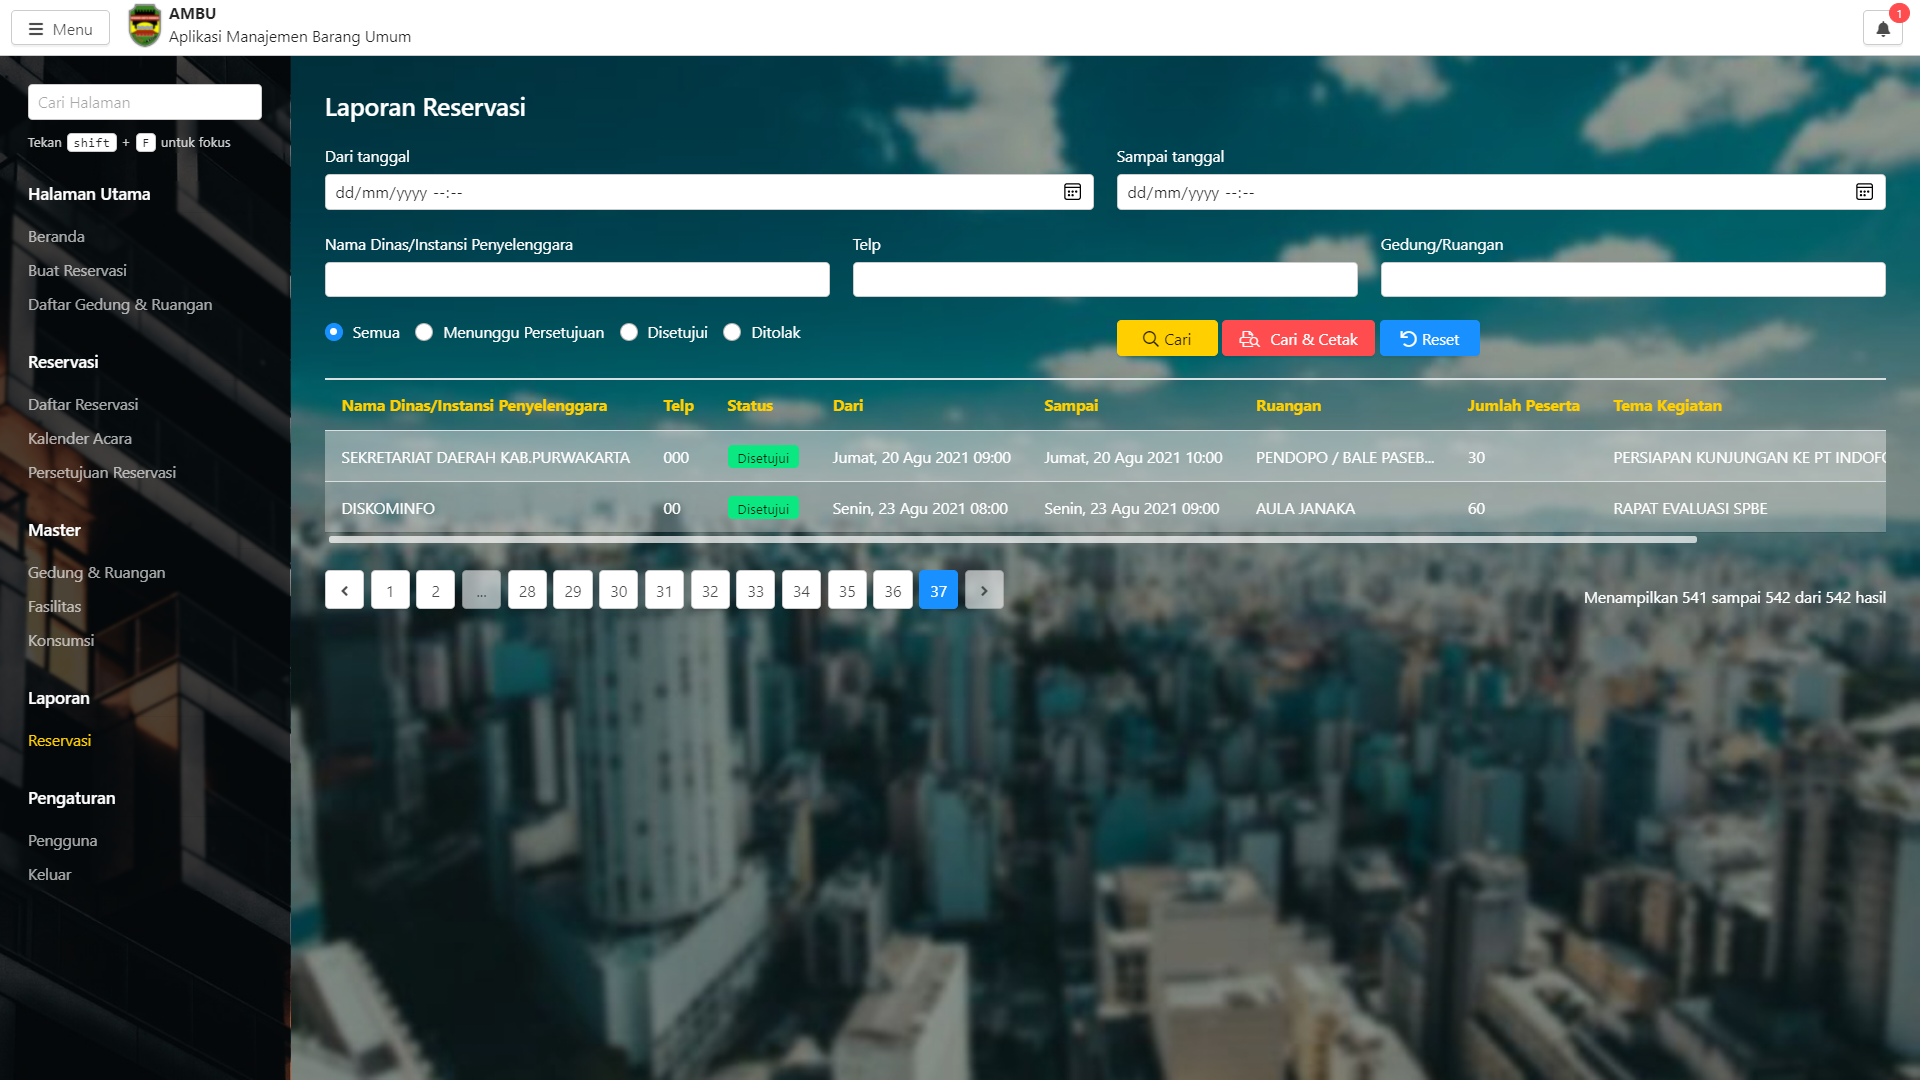 Menu
AMBU
Aplikasi Manajemen Barang Umum
1
Cari Halaman
Tekan shift + F untuk fokus
Halaman Utama
Beranda
Buat Reservasi
Daftar Gedung & Ruangan
Reservasi
Daftar Reservasi
Kalender Acara
Persetujuan Reservasi
Master
Gedung & Ruangan
Fasilitas
Konsumsi
Laporan
Reservasi
Pengaturan
Pengguna
Keluar
Laporan Reservasi
Dari tanggal Sampai tanggal
dd/mm/yyyy --:-- dd/mm/yyyy --:--
Nama Dinas/Instansi Penyelenggara Telp Gedung/Ruangan
Semua Menunggu Persetujuan Disetujui Ditolak Cari Cari & Cetak Reset
Nama Dinas/Instansi Penyelenggara Telp Status Dari Sampai Ruangan Jumlah Peserta Tema Kegiatan
SEKRETARIAT DAERAH KAB.PURWAKARTA 000 Disetujui Jumat, 20 Agu 2021 09:00 Jumat, 20 Agu 2021 10:00 PENDOPO / BALE PASEB... 30 PERSIAPAN KUNJUNGAN KE PT
DISKOMINFO 00 Disetujui Senin, 23 Agu 2021 08:00 Senin, 23 Agu 2021 09:00 AULA JANAKA 60 RAPAT EVALUASI SPBE
1 2 ... 28 29 30 31 32 33 34 35 36 37
Menampilkan 541 sampai 542 dari 542 hasil